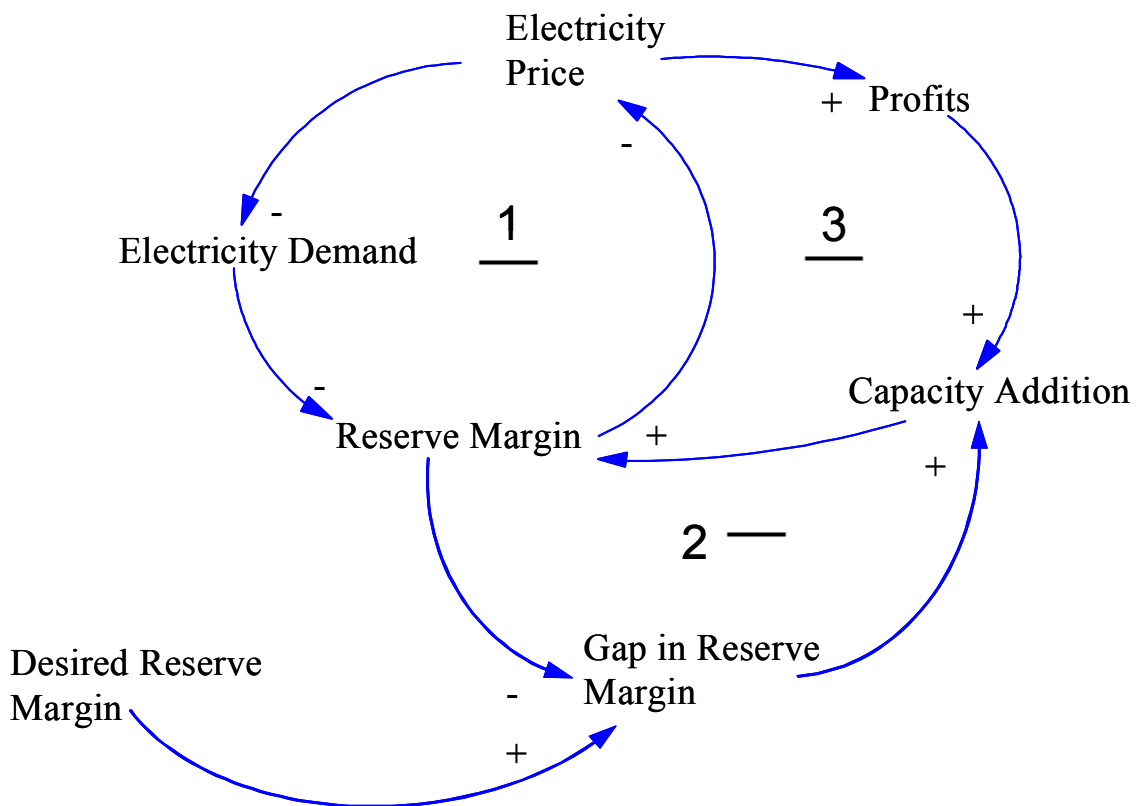 Electricity
Price
+
Profits
-
-
Electricity Demand
1
3
+
-
Capacity Addition
Reserve Margin
+
+
2
Gap in Reserve
Margin
Desired Reserve
Margin
-
+